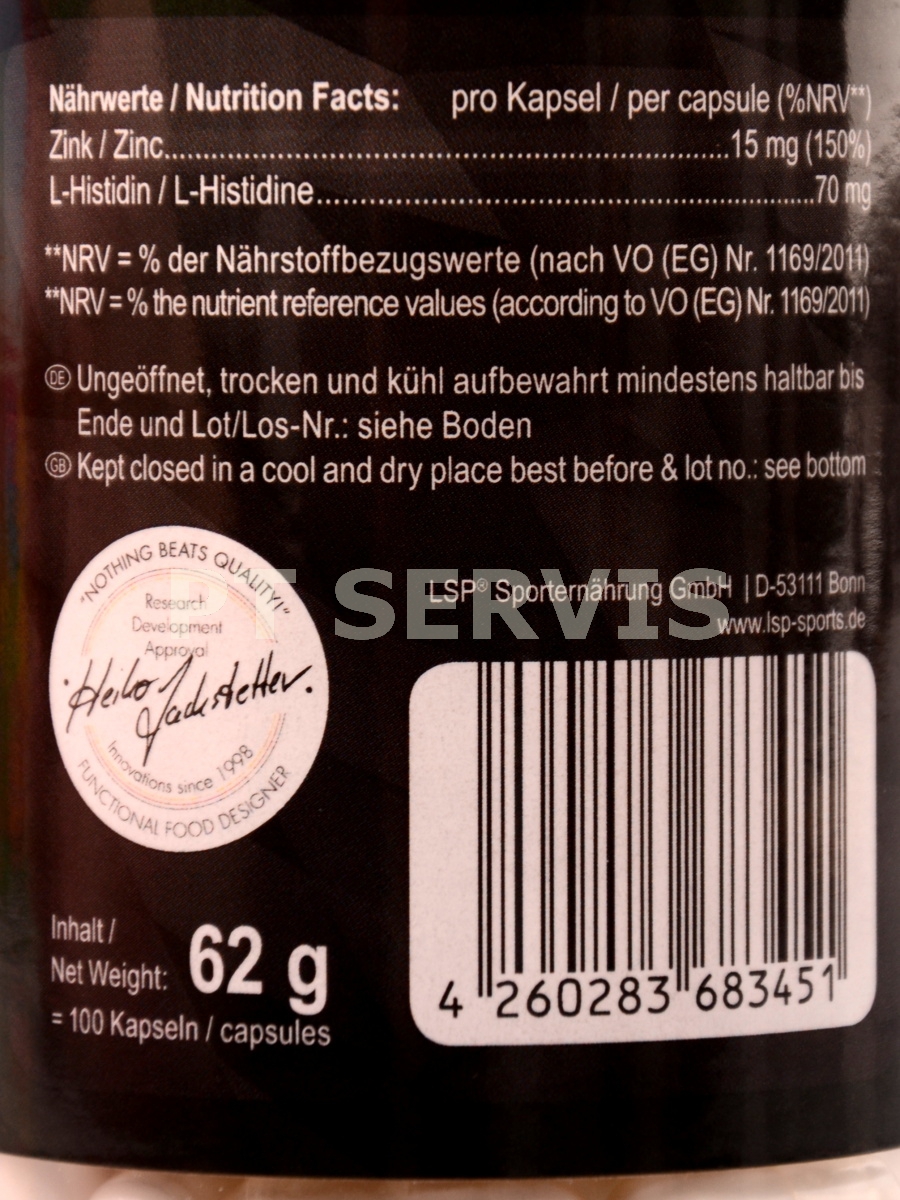 Nährwerte / Nutrition Facts: pro Kapsel / per capsule (%NRV**)
Zink / Zinc........................................................................15 mg (150%)
L-Histidin / L-Histidine..............................................................70 mg
**NRV = % der Nährstoffbezugswerte (nach VO (EG) Nr. 1169/2011)
**NRV = % the nutrient reference values (according to VO (EG) Nr. 1169/2011)
DE Ungeöffnet, trocken und kühl aufbewahrt mindestens haltbar bis
Ende und Lot/Los-Nr.: siehe Boden
GB Kept closed in a cool and dry place best before & lot no.: see bottom
"NOTHING BEATS QUALITY!"
Research
Development
Approval
Heiko Jackstetter.
Innovations since 1998
FUNCTIONAL FOOD DESIGNER
PT SERVIS
LSP® Sporternährung GmbH | D-53111 Bonn
www.lsp-sports.de
Inhalt /
Net Weight: 62 g
= 100 Kapseln / capsules
4 260283 683451